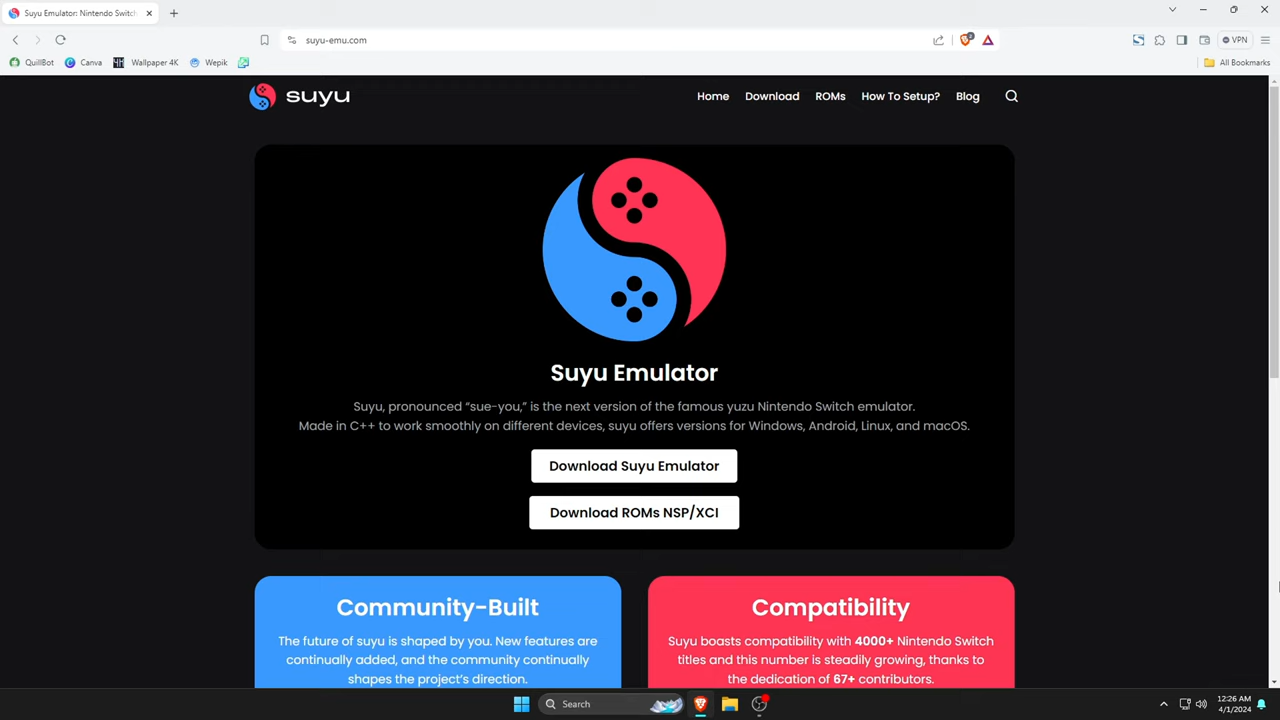 Suyu Emulator: Nintendo Switch
suyu-emu.com
2
VPN
QuillBot
Canva
Wallpaper 4K
Wepik
All Bookmarks
suyu
Home
Download
ROMs
How To Setup?
Blog
Suyu Emulator
Suyu, pronounced “sue-you,” is the next version of the famous yuzu Nintendo Switch emulator.
Made in C++ to work smoothly on different devices, suyu offers versions for Windows, Android, Linux, and macOS.
Download Suyu Emulator
Download ROMs NSP/XCI
Community-Built
The future of suyu is shaped by you. New features are
continually added, and the community continually
shapes the project’s direction.
Compatibility
Suyu boasts compatibility with 4000+ Nintendo Switch
titles and this number is steadily growing, thanks to
the dedication of 67+ contributors.
Search
12:26 AM
4/1/2024